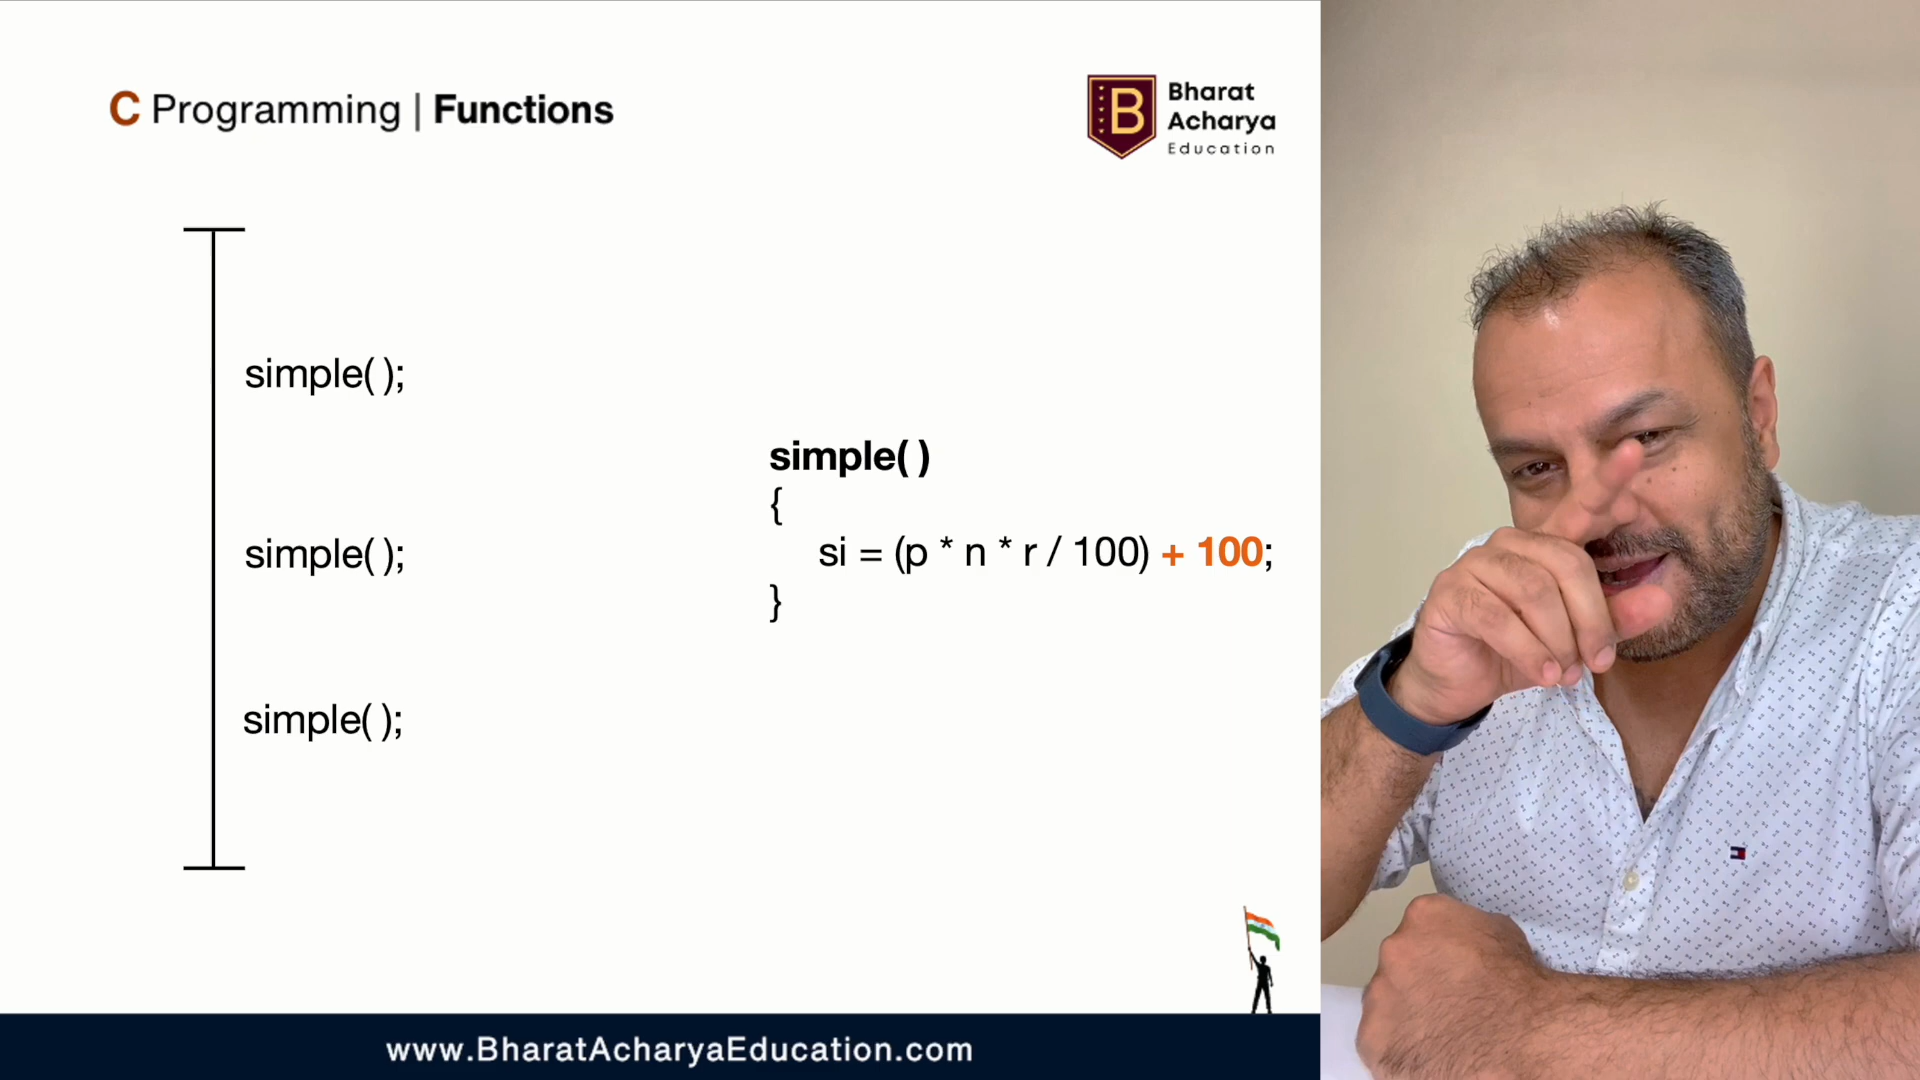 C Programming | Functions
B
Bharat
Acharya
Education
simple( );
simple( );
simple( );
simple( )
{
si = (p * n * r / 100) + 100;
}
www.BharatAcharyaEducation.com